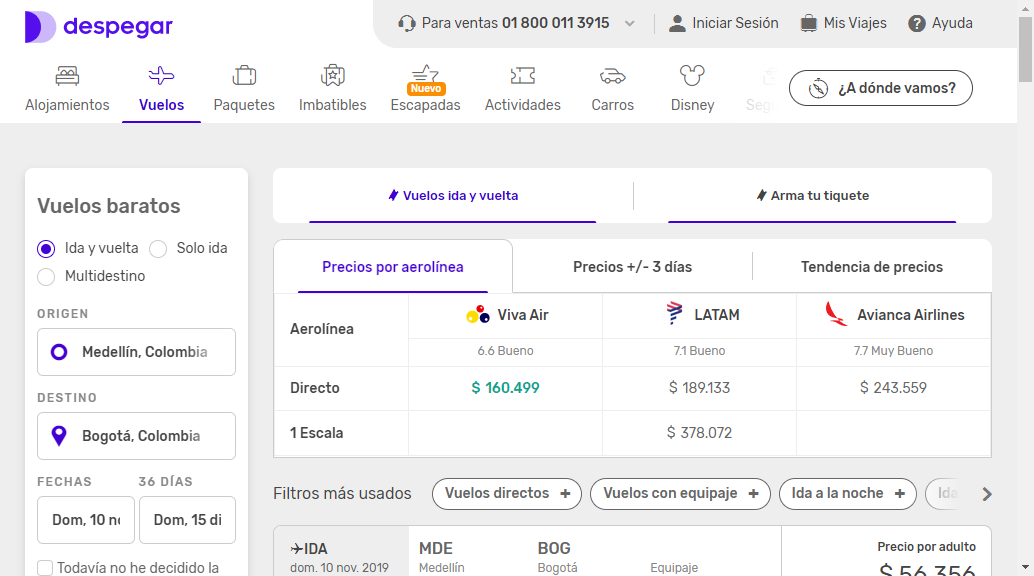 despegar
Para ventas 01 800 011 3915
Iniciar Sesión
Mis Viajes
Ayuda
Alojamientos
Vuelos
Paquetes
Imbatibles
Nuevo
Escapadas
Actividades
Carros
Disney
¿A dónde vamos?
Vuelos baratos
Ida y vuelta
Solo ida
Multidestino
ORIGEN
Medellín, Colombia
DESTINO
Bogotá, Colombia
FECHAS
36 DÍAS
Dom, 10
Dom, 15 di
Todavía no he decidido la
Vuelos ida y vuelta
Arma tu tiquete
Precios por aerolínea
Precios +/- 3 días
Tendencia de precios
Aerolínea
Viva Air
LATAM
Avianca Airlines
6.6 Bueno
7.1 Bueno
7.7 Muy Bueno
Directo
$ 160.499
$ 189.133
$ 243.559
1 Escala
$ 378.072
Filtros más usados
Vuelos directos +
Vuelos con equipaje +
Ida a la noche +
Ida
IDA
MDE
BOG
Precio por adulto
dom. 10 nov. 2019
Medellín
Bogotá
Equipaje
$ 56.356